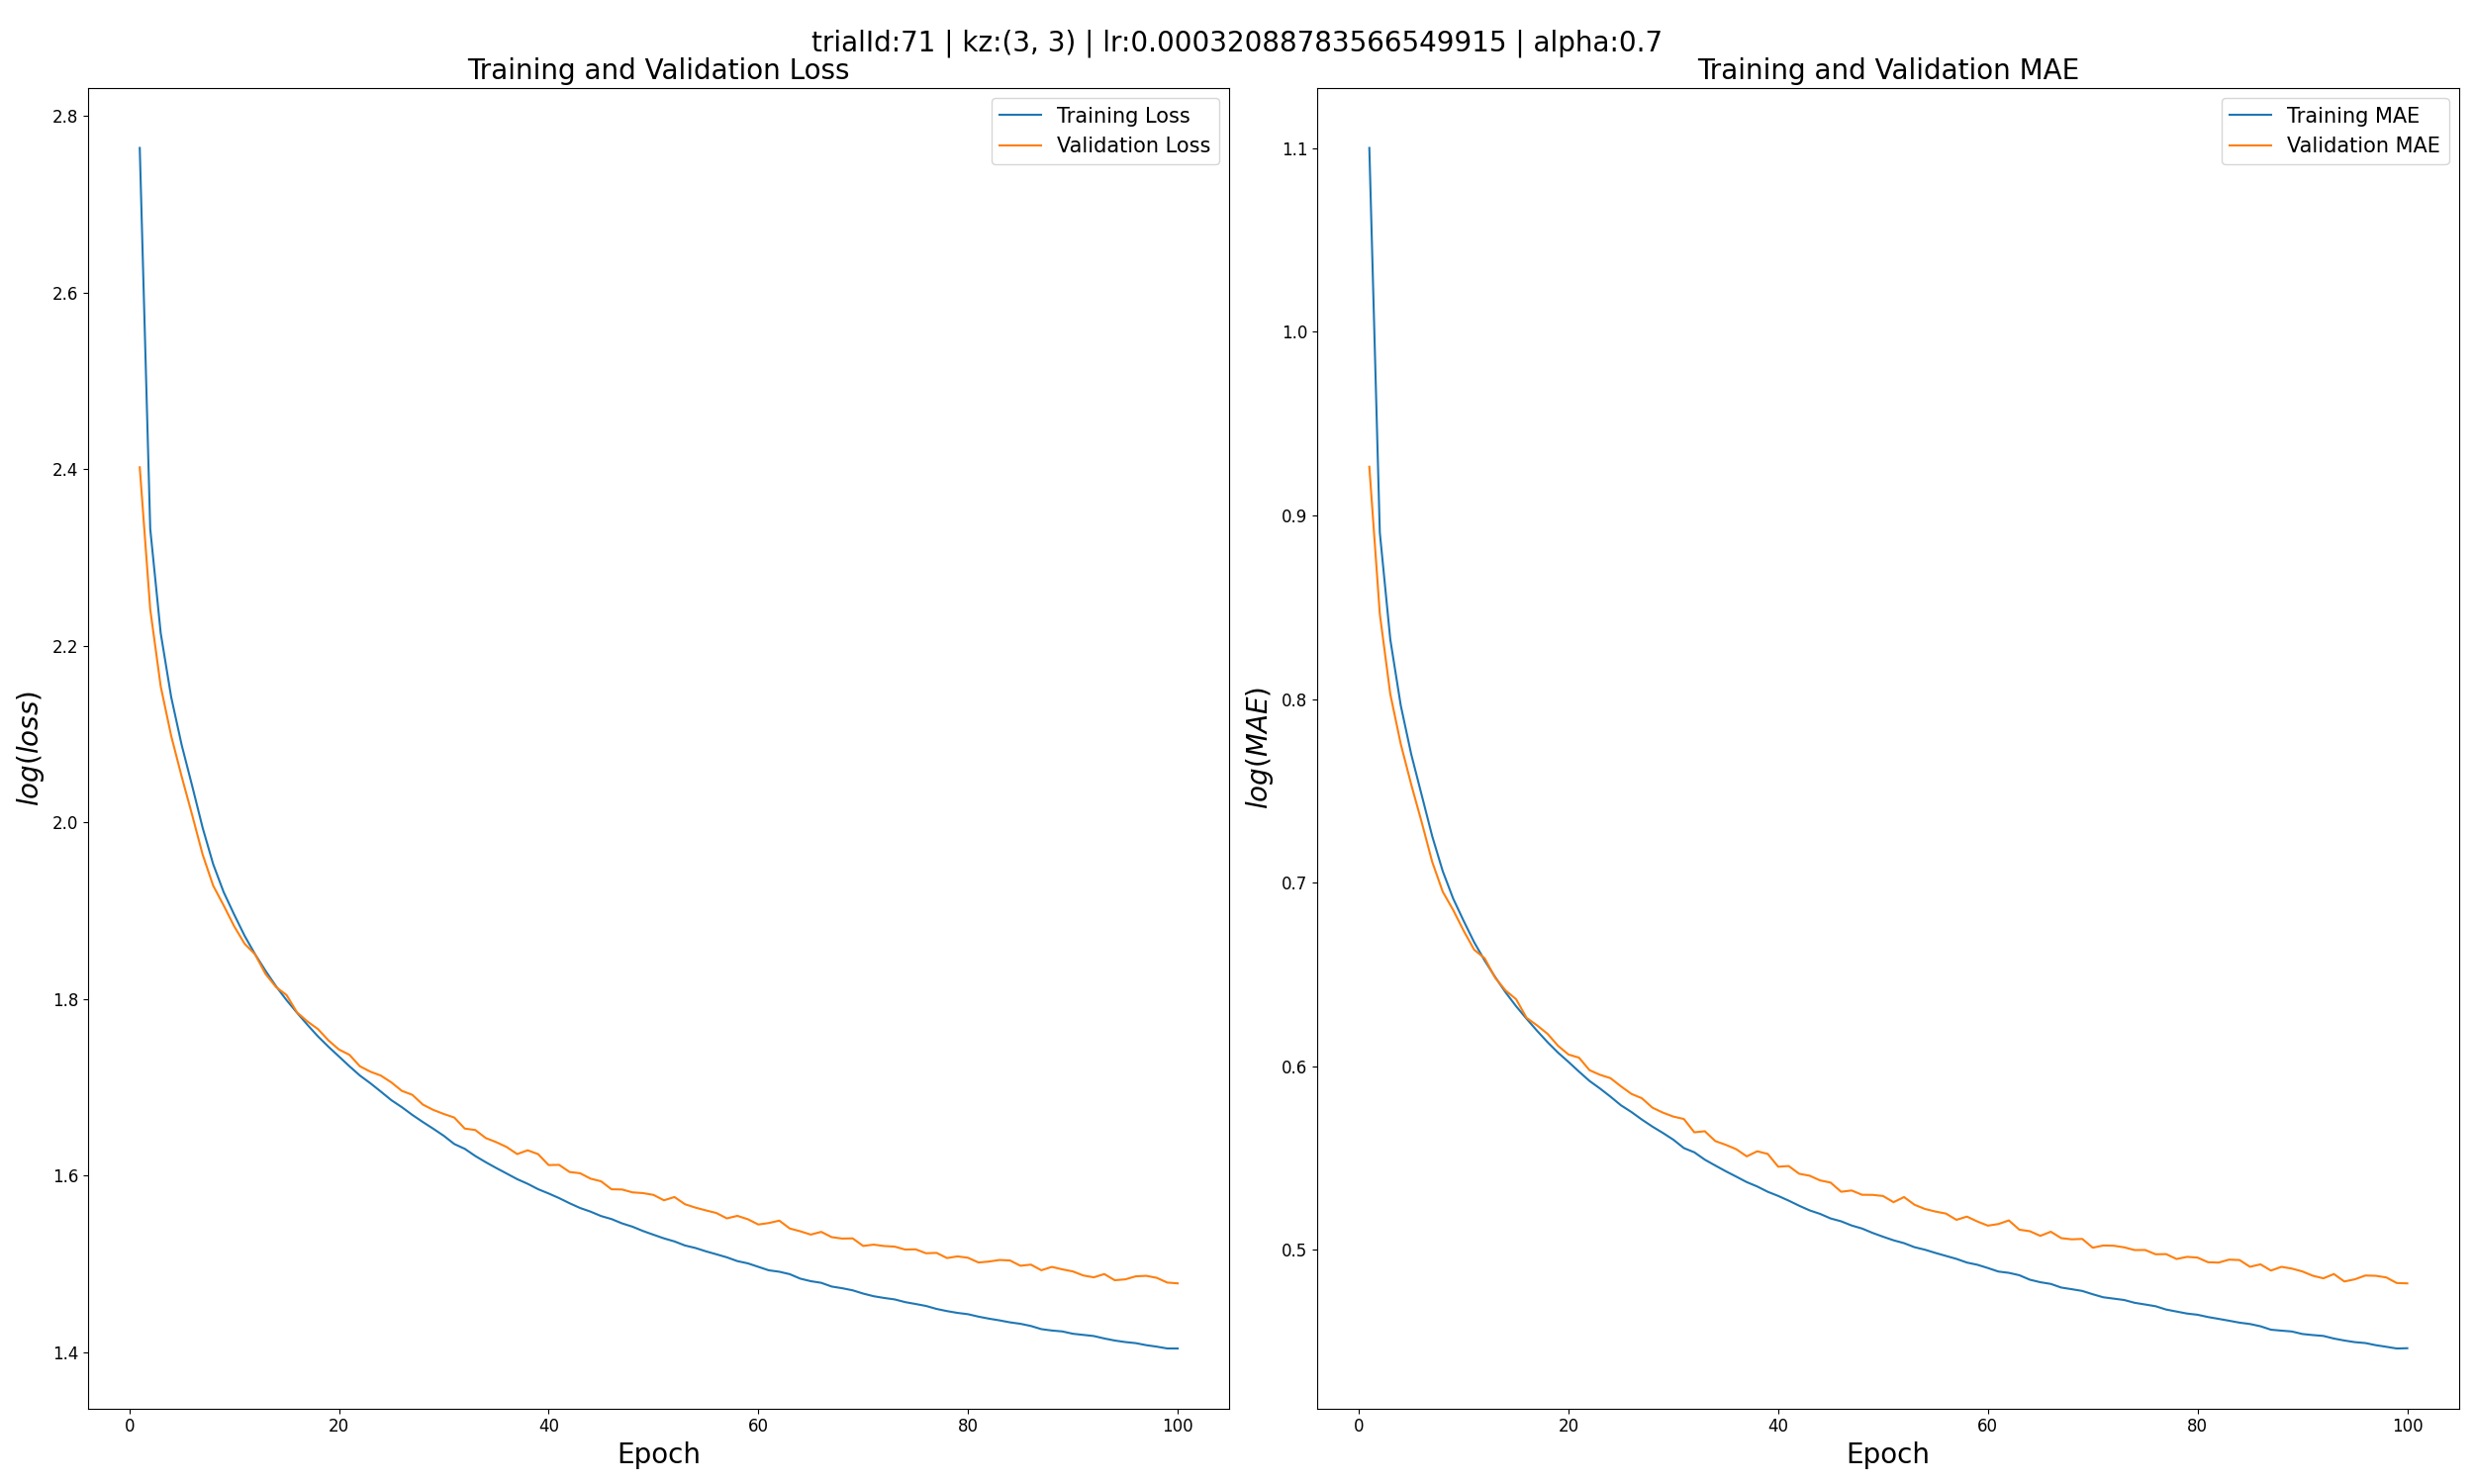 trialId:71 | kz:(3, 3) | lr:0.00032088783566549915 | alpha:0.7
Training and Validation Loss
2.8
2.6
2.4
2.2
2.0
1.8
1.6
1.4
log(loss)
Training Loss
Validation Loss
0 20 40 60 80 100
Epoch
Training and Validation MAE
1.1
1.0
0.9
0.8
0.7
0.6
0.5
log(MAE)
Training MAE
Validation MAE
0 20 40 60 80 100
Epoch